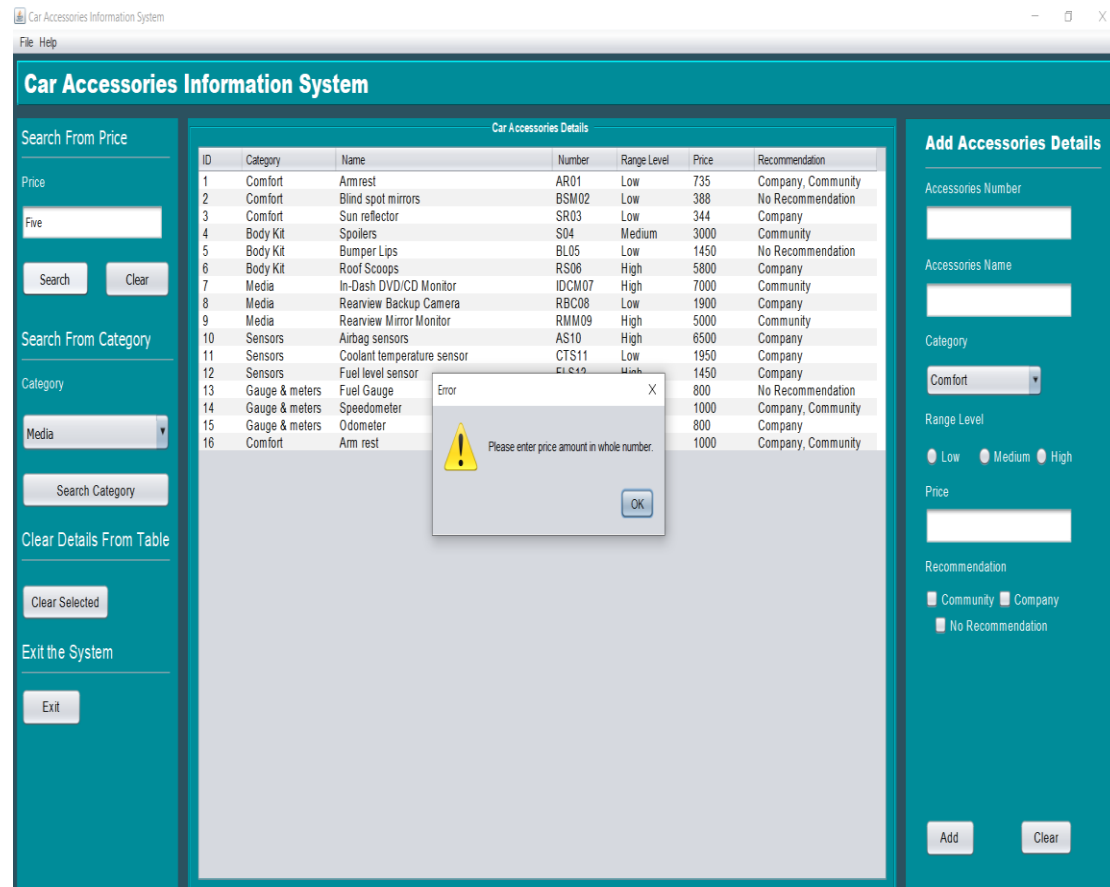 Car Accessories Information System
File Help
Car Accessories Information System
Search From Price
Price
Five
Search Clear
Search From Category
Category
Media
Search Category
Clear Details From Table
Clear Selected
Exit the System
Exit
Car Accessories Details
ID Category Name Number Range Level Price Recommendation
1 Comfort Armrest AR01 Low 735 Company, Community
2 Comfort Blind spot mirrors BSM02 Low 388 No Recommendation
3 Comfort Sun reflector SR03 Low 344 Company
4 Body Kit Spoilers S04 Medium 3000 Community
5 Body Kit Bumper Lips BL05 Low 1450 No Recommendation
6 Body Kit Roof Scoops RS06 High 5800 Company
7 Media In-Dash DVD/CD Monitor IDCM07 High 7000 Community
8 Media Rearview Backup Camera RBC08 Low 1900 Company
9 Media Rearview Mirror Monitor RMM09 High 5000 Community
10 Sensors Airbag sensors AS10 High 6500 Company
11 Sensors Coolant temperature sensor CTS11 Low 1950 Company
12 Sensors Fuel level sensor FLS12 High 1450 Company
13 Gauge & meters Fuel Gauge 800 No Recommendation
14 Gauge & meters Speedometer 1000 Company, Community
15 Gauge & meters Odometer 800 Company
16 Comfort Arm rest 1000 Company, Community
Error X
Please enter price amount in whole number.
OK
Add Accessories Details
Accessories Number
Accessories Name
Category
Comfort
Range Level
Low Medium High
Price
Recommendation
Community Company
No Recommendation
Add Clear